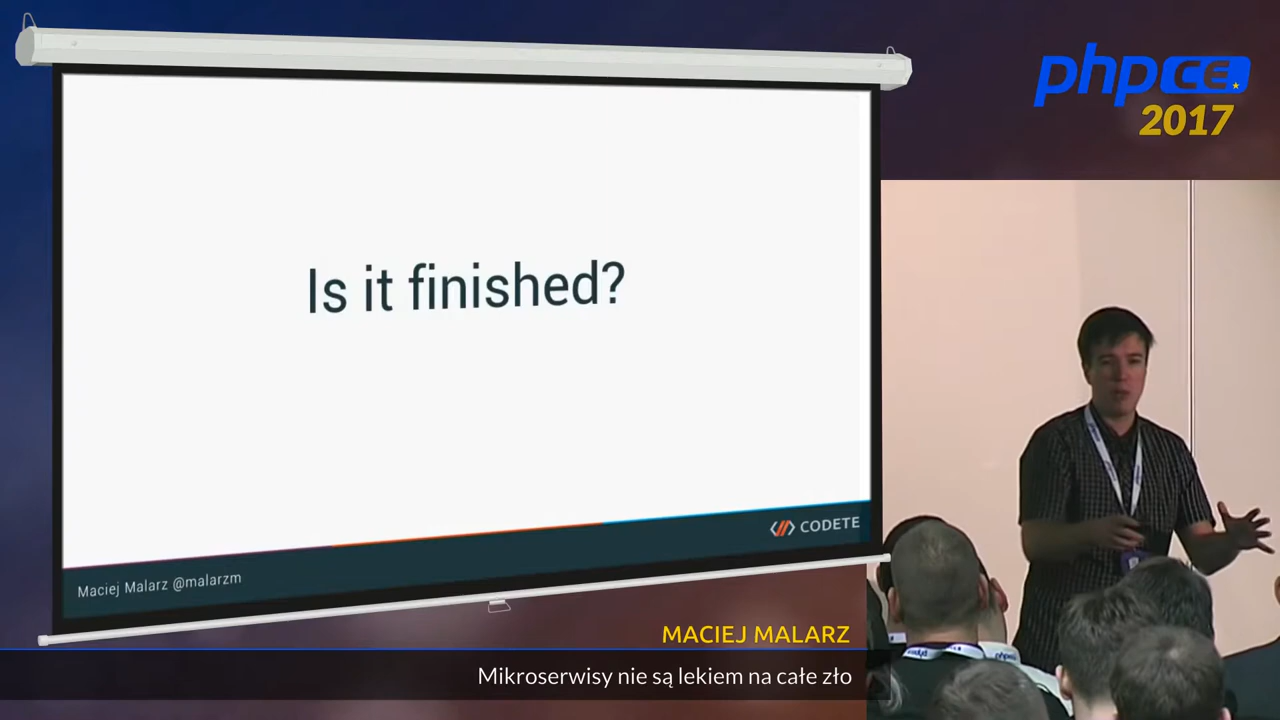 phpCE
2017
Is it finished?
CODETE
Maciej Malarz @malarzm
MACIEJ MALARZ
Mikroserwisy nie są lekiem na całe zło